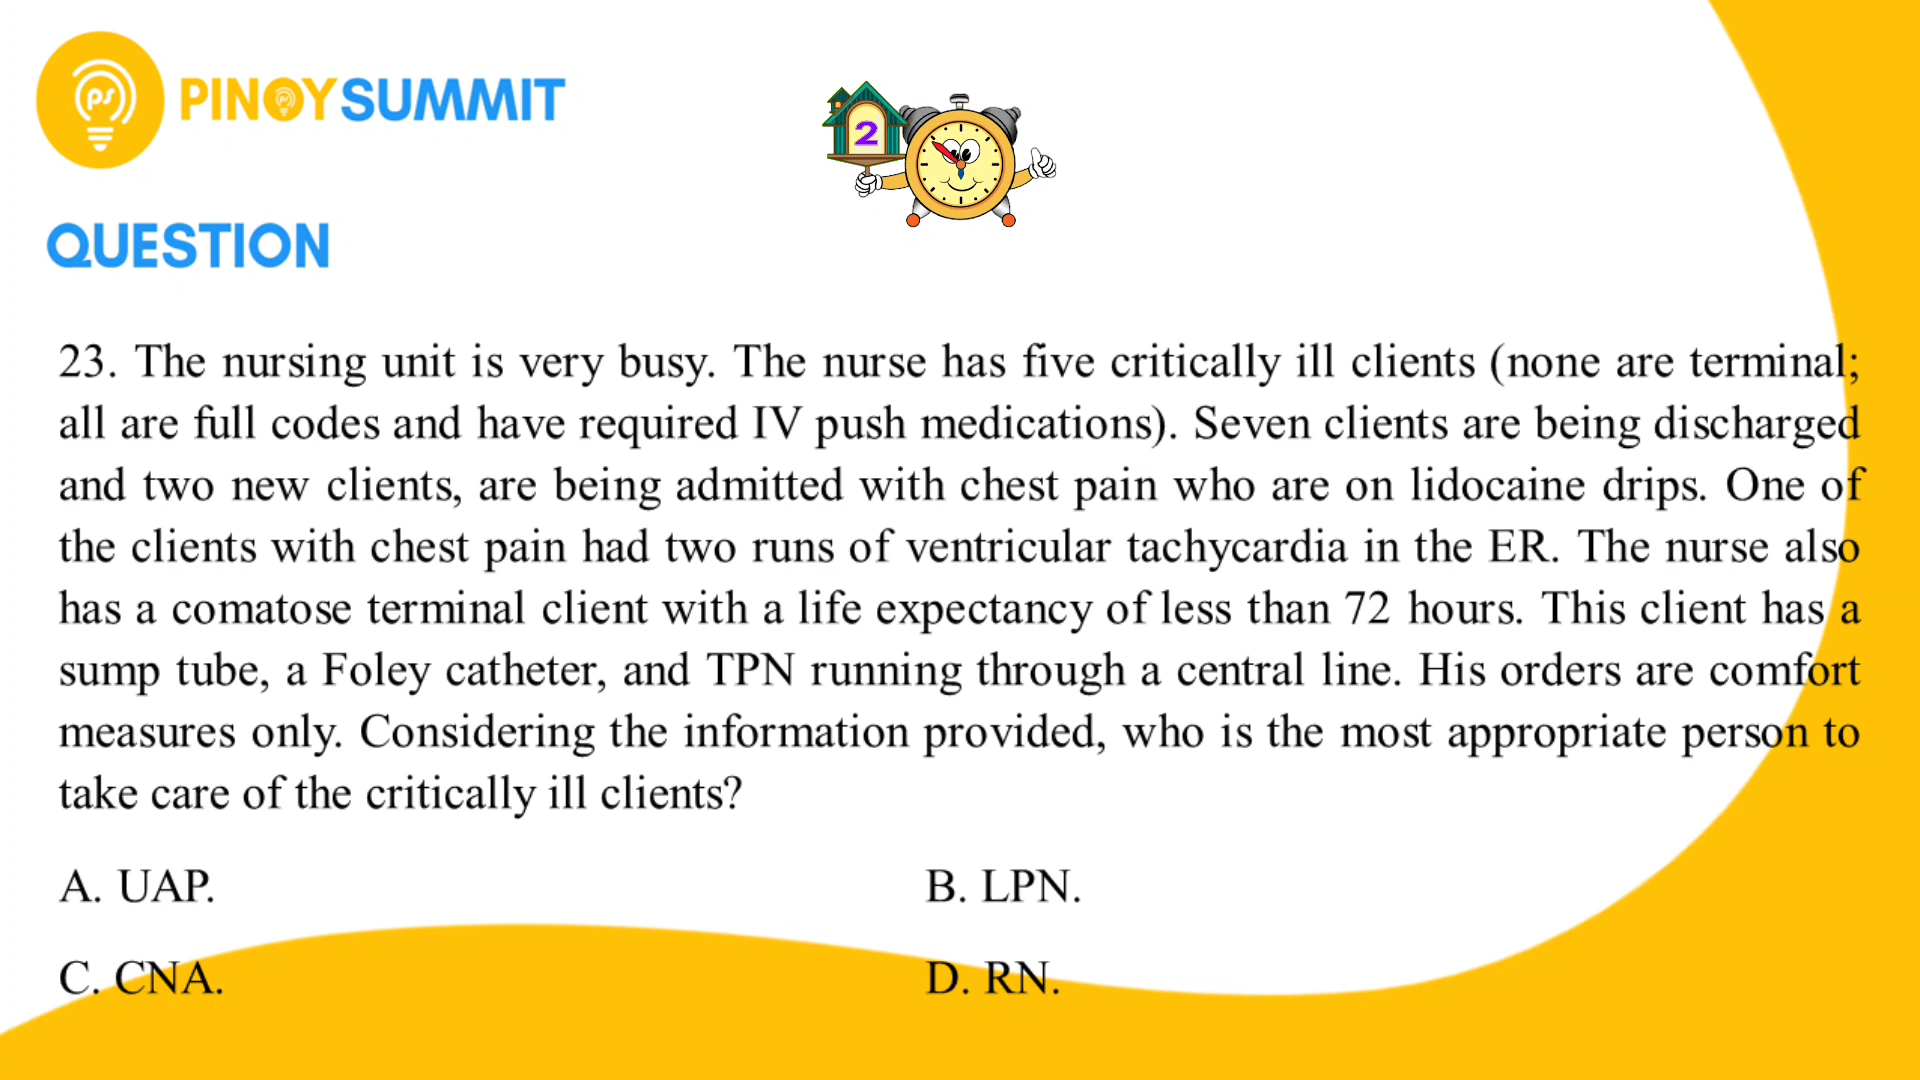 ps PINOYSUMMIT
2
QUESTION
23. The nursing unit is very busy. The nurse has five critically ill clients (none are terminal;
all are full codes and have required IV push medications). Seven clients are being discharged
and two new clients, are being admitted with chest pain who are on lidocaine drips. One of
the clients with chest pain had two runs of ventricular tachycardia in the ER. The nurse also
has a comatose terminal client with a life expectancy of less than 72 hours. This client has a
sump tube, a Foley catheter, and TPN running through a central line. His orders are comfort
measures only. Considering the information provided, who is the most appropriate person to
take care of the critically ill clients?
A. UAP.
B. LPN.
C. CNA.
D. RN.